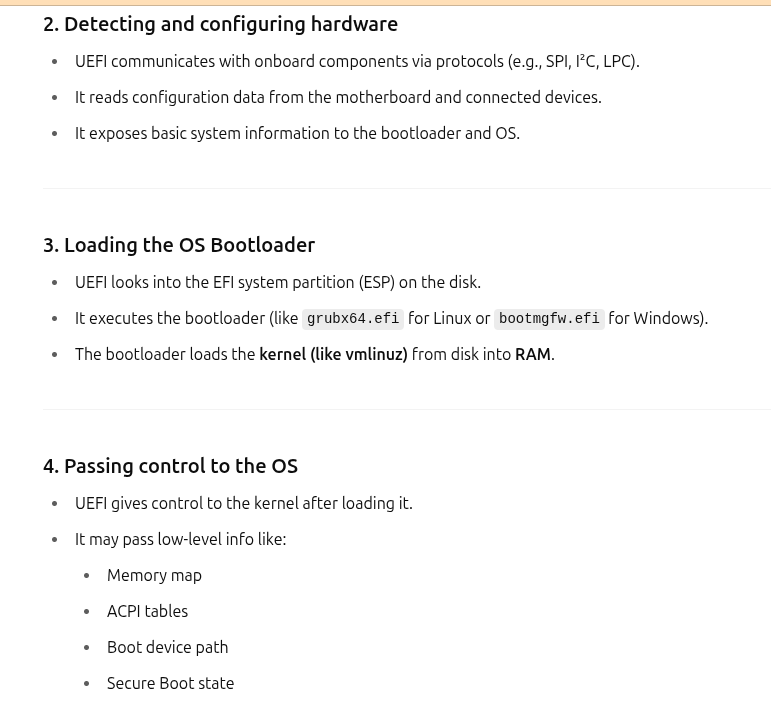 2. Detecting and configuring hardware
• UEFI communicates with onboard components via protocols (e.g., SPI, I²C, LPC).
• It reads configuration data from the motherboard and connected devices.
• It exposes basic system information to the bootloader and OS.
3. Loading the OS Bootloader
• UEFI looks into the EFI system partition (ESP) on the disk.
• It executes the bootloader (like grubx64.efi for Linux or bootmgfw.efi for Windows).
• The bootloader loads the kernel (like vmlinuz) from disk into RAM.
4. Passing control to the OS
• UEFI gives control to the kernel after loading it.
• It may pass low-level info like:
• Memory map
• ACPI tables
• Boot device path
• Secure Boot state